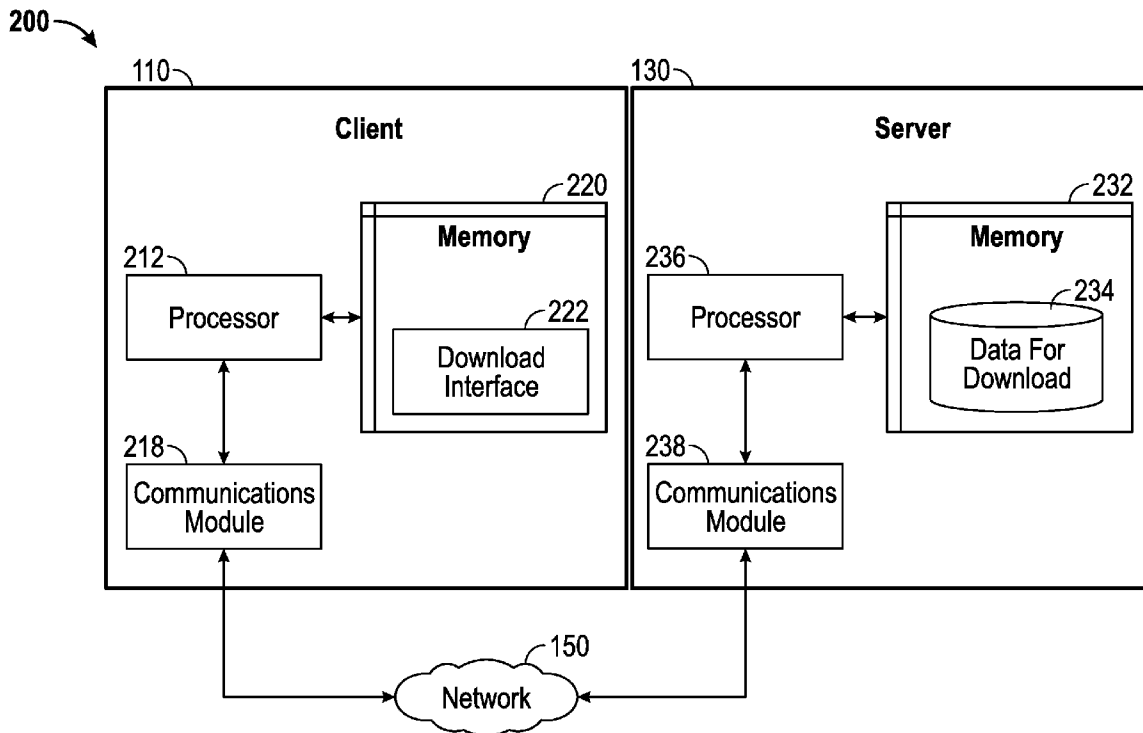 200
110
130
Client
Server
220
232
Memory
Memory
212
236
234
Processor
222
Processor
Data For
Download
Download
Interface
218
238
Communications
Module
Communications
Module
150
Network